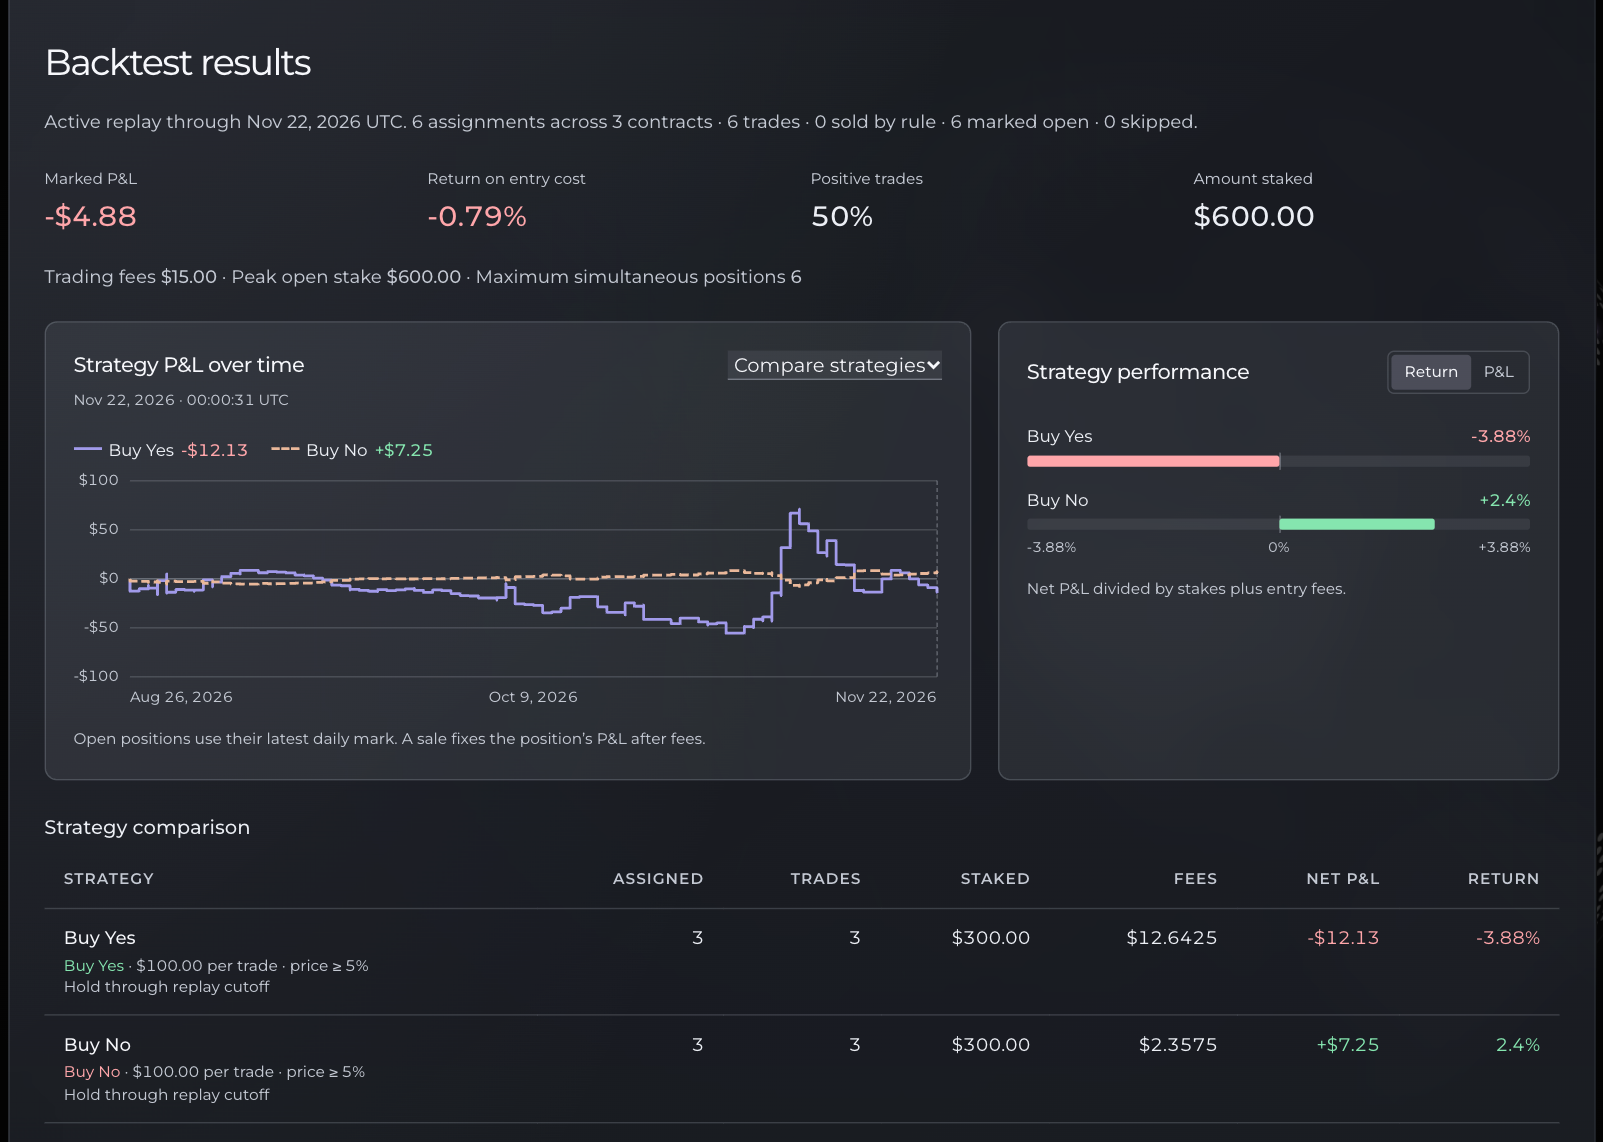 Backtest results
Active replay through Nov 22, 2026 UTC. 6 assignments across 3 contracts · 6 trades · 0 sold by rule · 6 marked open · 0 skipped.
Marked P&L
-$4.88
Return on entry cost
-0.79%
Positive trades
50%
Amount staked
$600.00
Trading fees $15.00 · Peak open stake $600.00 · Maximum simultaneous positions 6
Strategy P&L over time
Compare strategies
Nov 22, 2026 · 00:00:31 UTC
Buy Yes -$12.13 Buy No +$7.25
$100
$50
$0
-$50
-$100
Aug 26, 2026 Oct 9, 2026 Nov 22, 2026
Open positions use their latest daily mark. A sale fixes the position’s P&L after fees.
Strategy performance
Return P&L
Buy Yes -3.88%
Buy No +2.4%
-3.88% 0% +3.88%
Net P&L divided by stakes plus entry fees.
Strategy comparison
STRATEGY ASSIGNED TRADES STAKED FEES NET P&L RETURN
Buy Yes 3 3 $300.00 $12.6425 -$12.13 -3.88%
Buy Yes · $100.00 per trade · price ≥ 5%
Hold through replay cutoff
Buy No 3 3 $300.00 $2.3575 +$7.25 2.4%
Buy No · $100.00 per trade · price ≥ 5%
Hold through replay cutoff